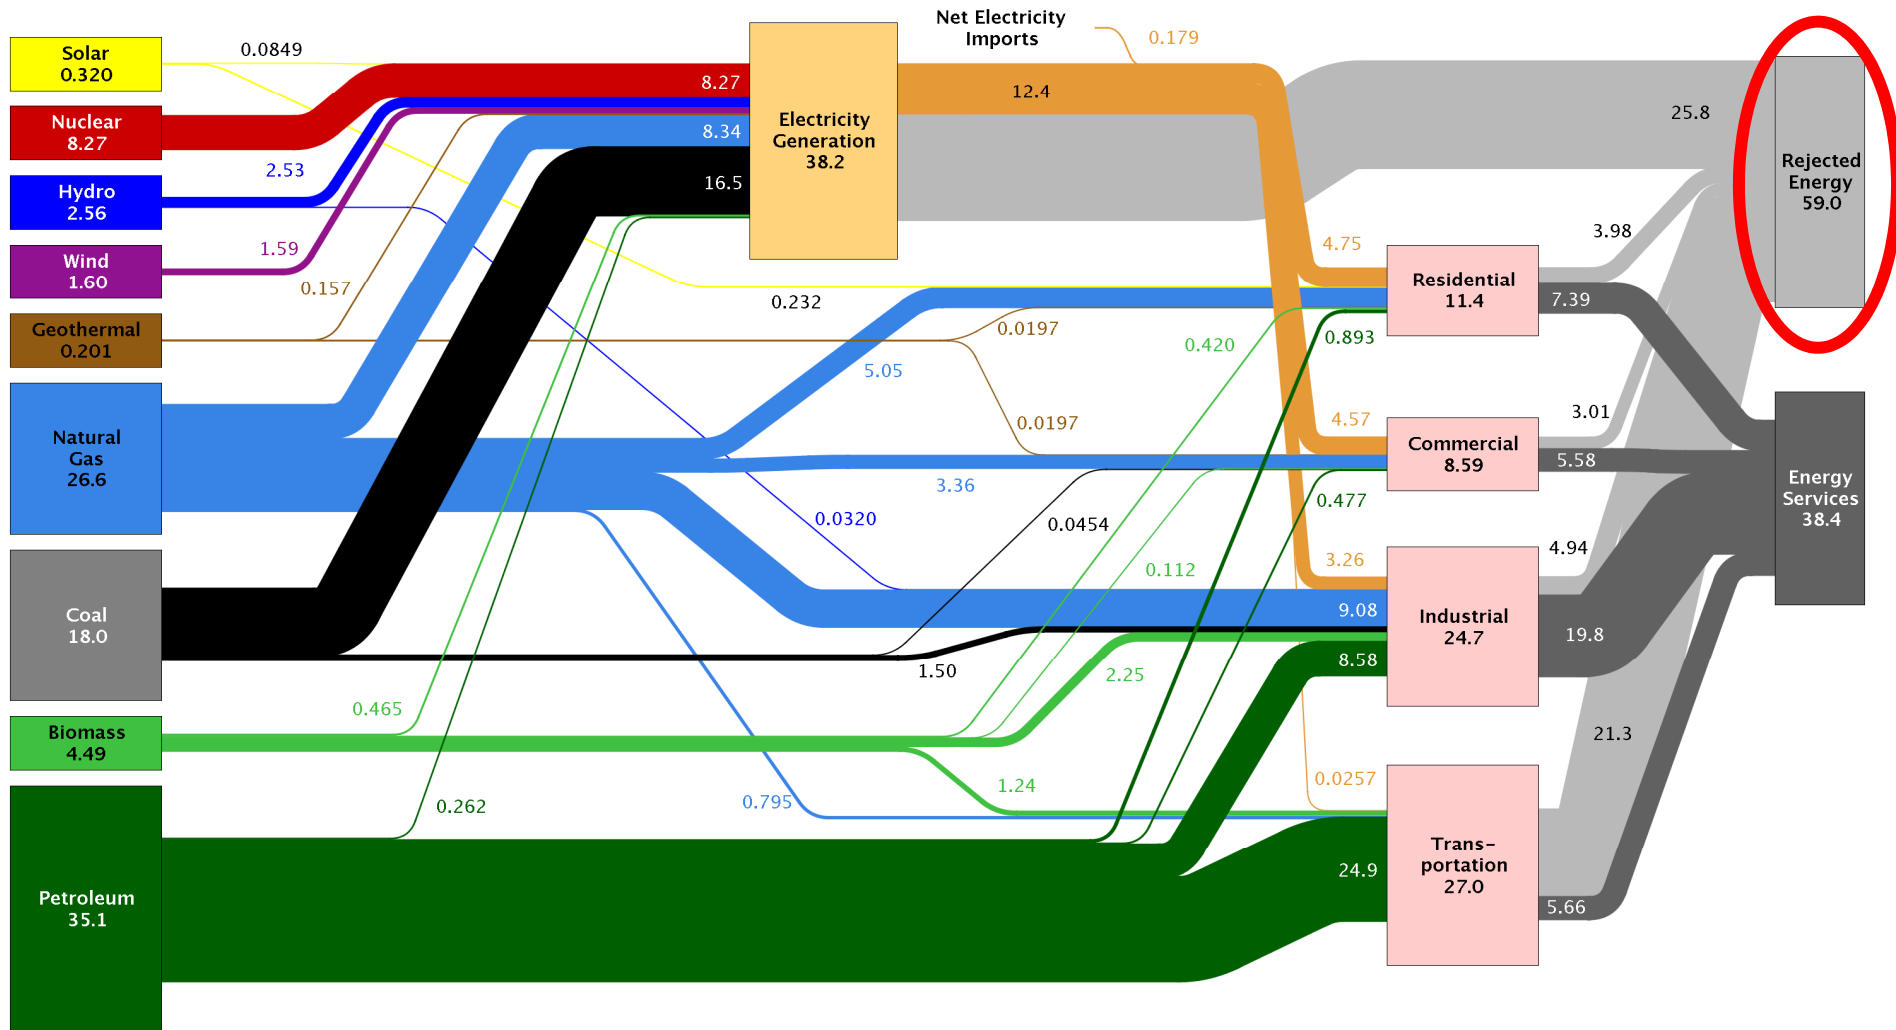 Net Electricity
Imports
0.179
Solar
0.320
0.0849
Nuclear
8.27
8.27
12.4
25.8
Electricity
Generation
38.2
8.34
Rejected
Energy
59.0
Hydro
2.56
2.53
16.5
Wind
1.60
1.59
4.75
3.98
Residential
11.4
7.39
Geothermal
0.201
0.157
0.232
0.0197
0.893
0.420
5.05
Natural
Gas
26.6
0.0197
4.57
3.01
Commercial
8.59
5.58
3.36
0.477
Energy
Services
38.4
0.0320
0.0454
4.94
3.26
0.112
Coal
18.0
9.08
Industrial
24.7
19.8
1.50
8.58
2.25
0.465
Biomass
4.49
21.3
0.0257
1.24
0.795
0.262
Trans-
portation
27.0
24.9
Petroleum
35.1
5.66